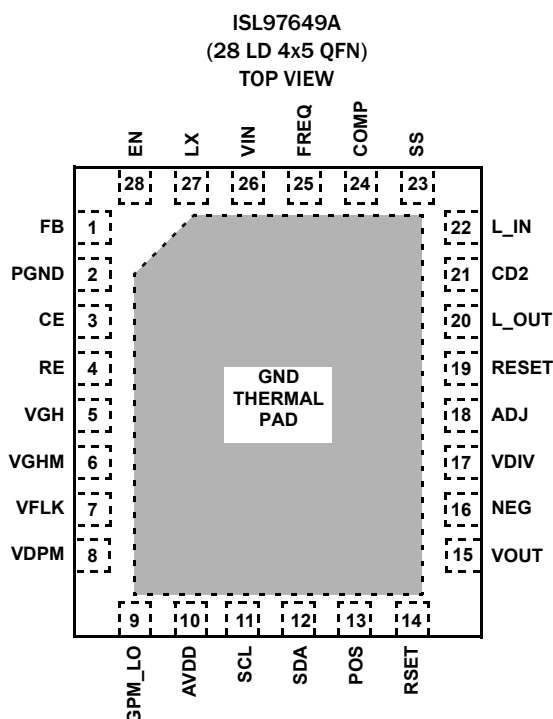 ISL97649A
(28 LD 4x5 QFN)
TOP VIEW
EN
LX
VIN
FREQ
COMP
SS
28
27
26
25
24
23
FB 1
PGND 2
CE 3
RE 4
VGH 5
VGHM 6
VFLK 7
VDPM 8
GND
THERMAL
PAD
22 L_IN
21 CD2
20 L_OUT
19 RESET
18 ADJ
17 VDIV
16 NEG
15 VOUT
9
10
11
12
13
14
GPM_LO
AVDD
SCL
SDA
POS
RSET